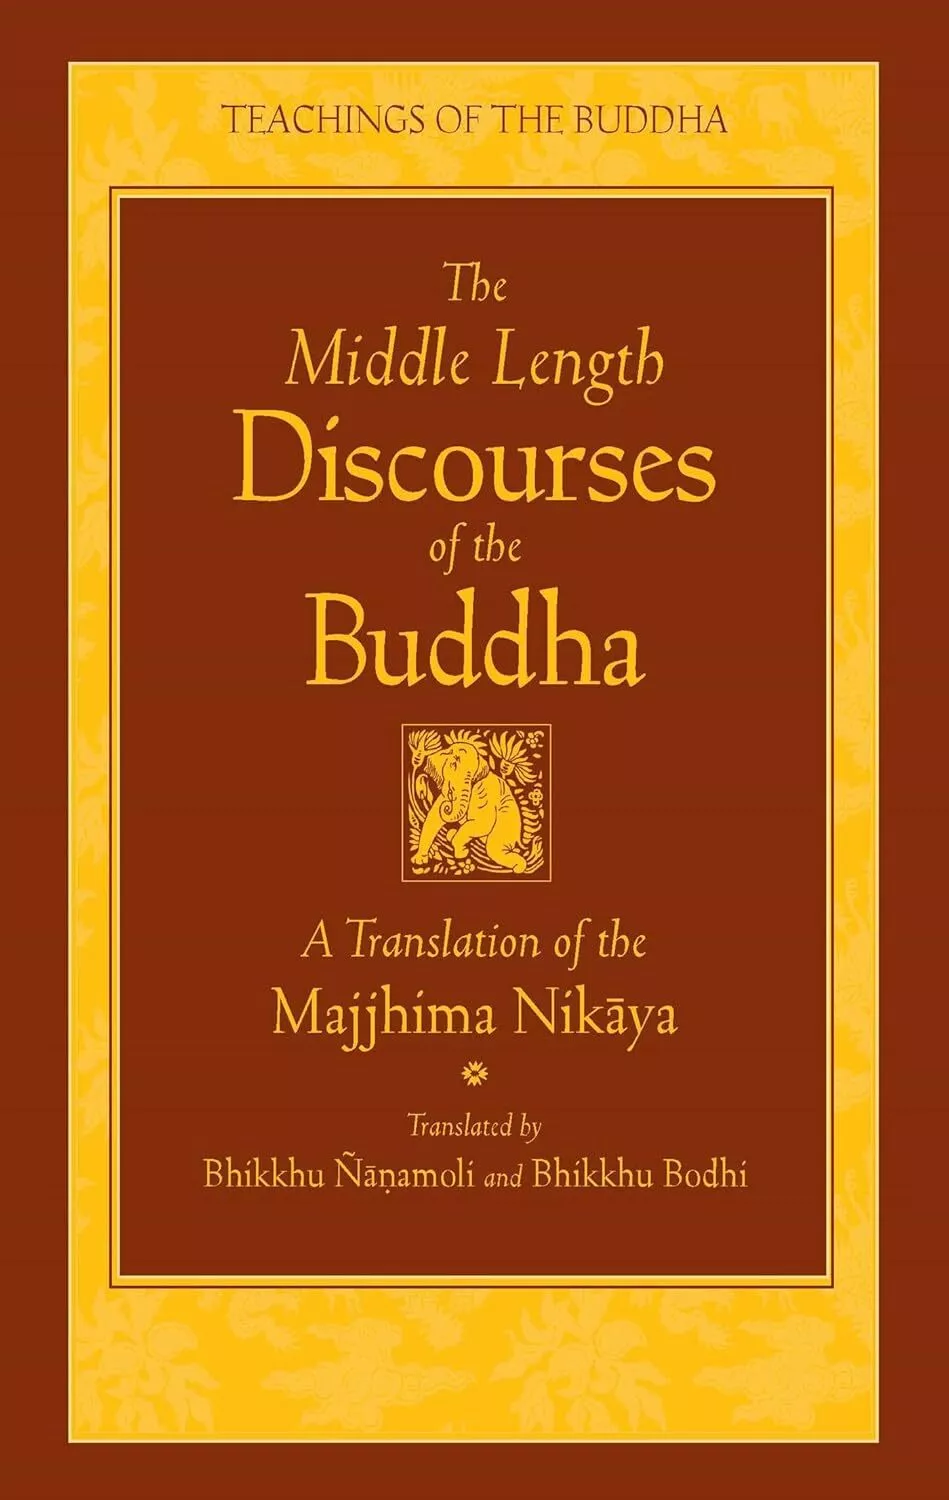 TEACHINGS OF THE BUDDHA
The
Middle Length
Discourses
of the
Buddha
A Translation of the
Majjhima Nikāya
Translated by
Bhikkhu Ñāṇamoli and Bhikkhu Bodhi